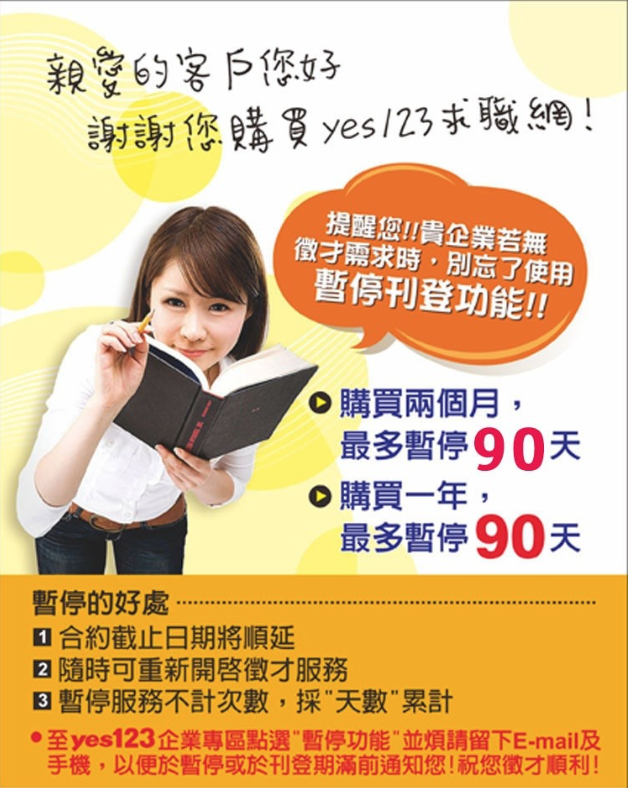 親愛的客戶您好
謝謝您購買yes123求職網!
提醒您!!貴企業若無
徵才需求時，別忘了使用
暫停刊登功能!!
購買兩個月，
最多暫停90天
購買一年，
最多暫停90天
暫停的好處
1 合約截止日期將順延
2 隨時可重新開啓徵才服務
3 暫停服務不計次數，採"天數"累計
•至yes123企業專區點選"暫停功能"並煩請留下E-mail及
手機，以便於暫停或於刊登期滿前通知您!祝您徵才順利!